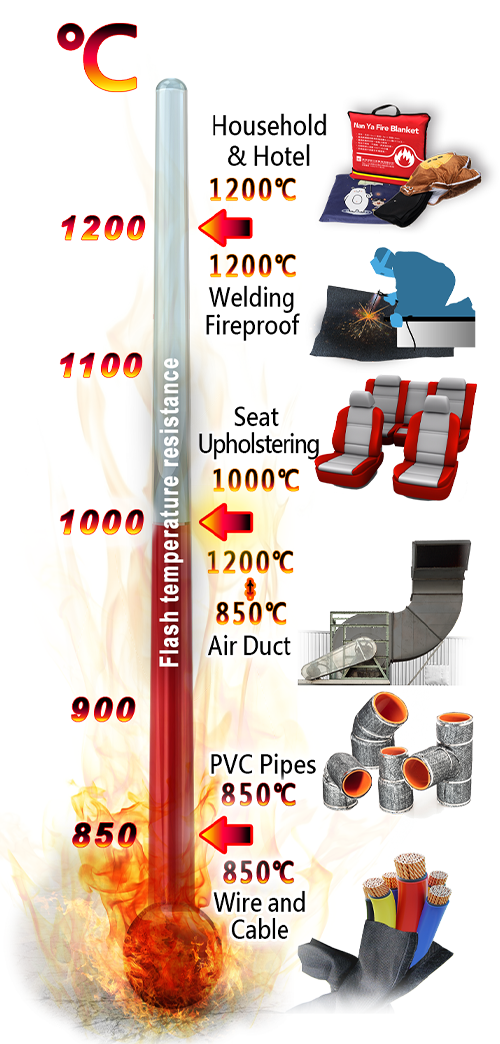 °C
Household
& Hotel
1200℃
Nan Ya Fire Blanket
1200
1200℃
Welding
Fireproof
1100
Flash temperature resistance
Seat
Upholstering
1000℃
1000
1200℃
850℃
Air Duct
900
PVC Pipes
850℃
850
850℃
Wire and
Cable